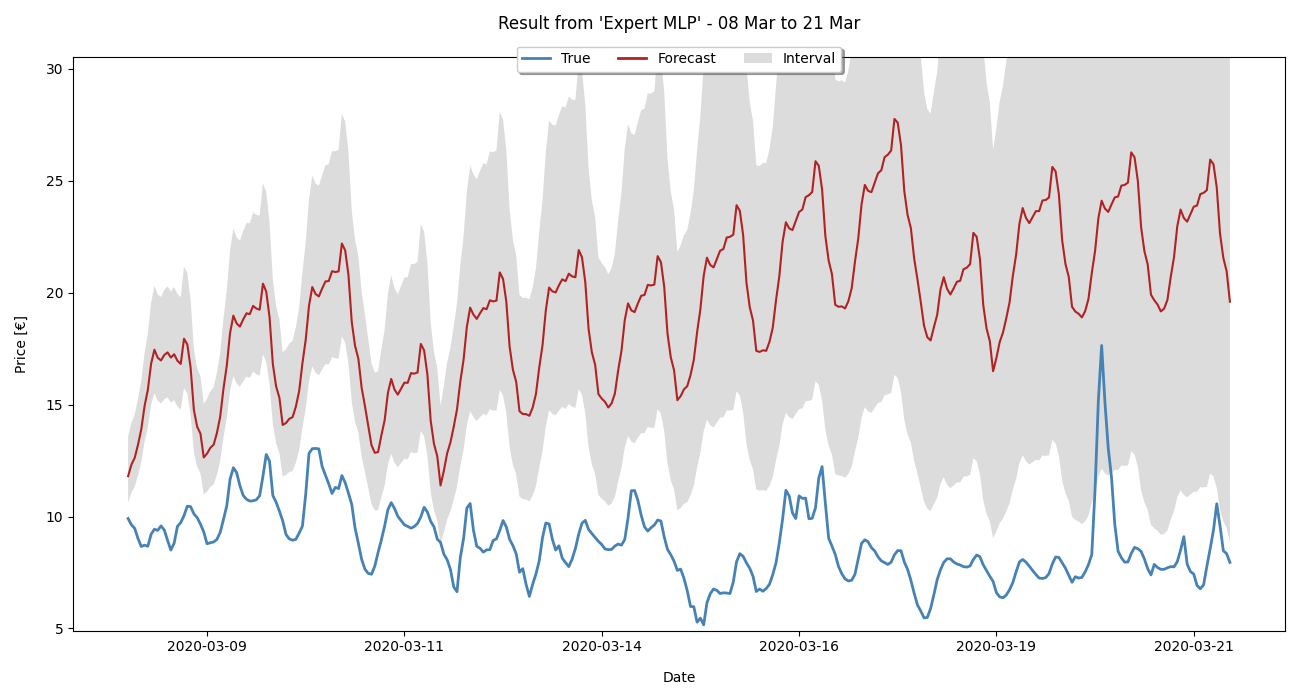 Result from 'Expert MLP' - 08 Mar to 21 Mar
True Forecast Interval
30
25
20
15
10
5
Price [€]
2020-03-09 2020-03-11 2020-03-14 2020-03-16 2020-03-19 2020-03-21
Date